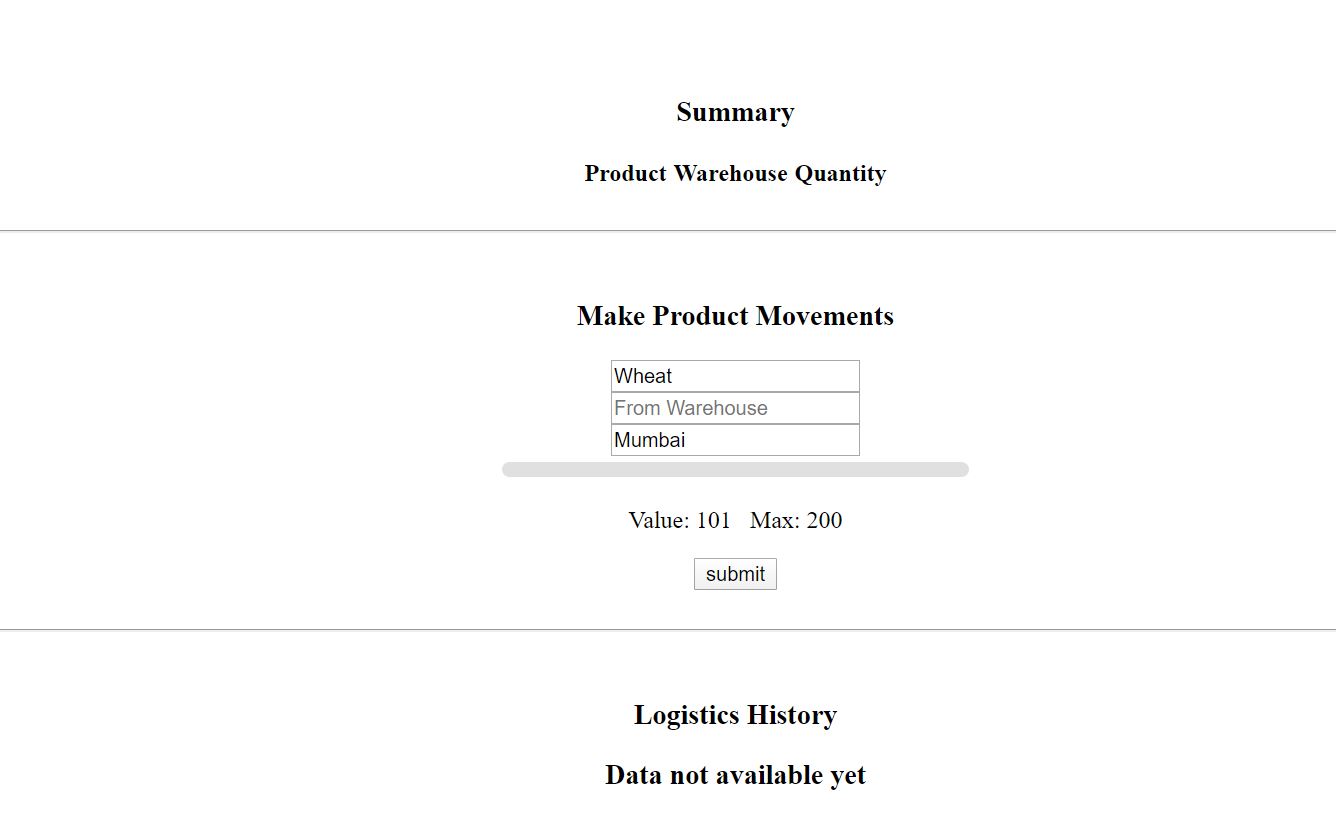 Summary
Product Warehouse Quantity
Make Product Movements
Wheat
From Warehouse
Mumbai
Value: 101 Max: 200
submit
Logistics History
Data not available yet